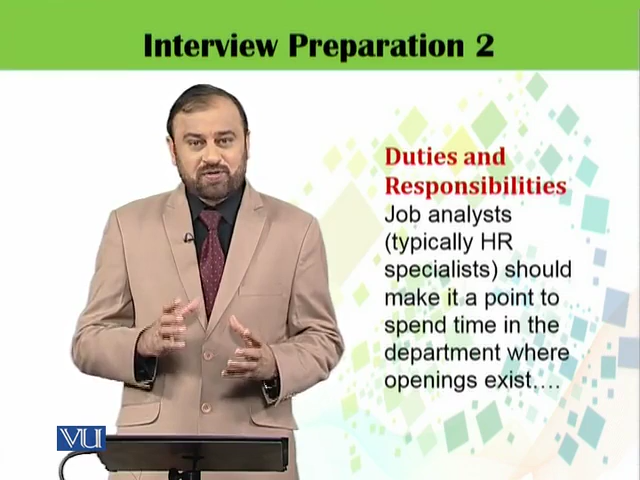 Interview Preparation 2
Duties and
Responsibilities
Job analysts
(typically HR
specialists) should
make it a point to
spend time in the
department where
openings exist....
VU